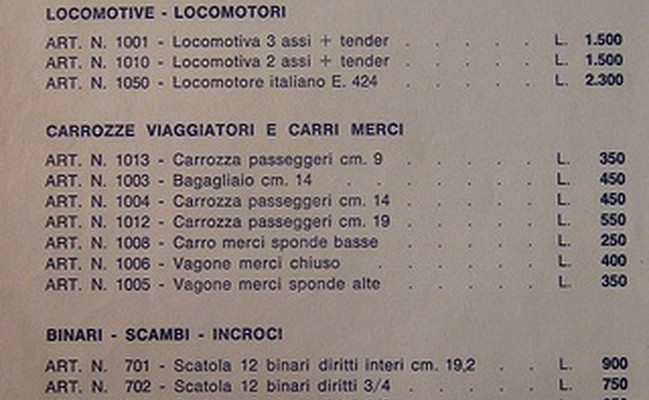 LOCOMOTIVE - LOCOMOTORI
ART. N. 1001 - Locomotiva 3 assi + tender . . . . . L. 1.500
ART. N. 1010 - Locomotiva 2 assi + tender . . . . . L. 1.500
ART. N. 1050 - Locomotore italiano E. 424 . . . . . L. 2.300
CARROZZE VIAGGIATORI E CARRI MERCI
ART. N. 1013 - Carrozza passeggeri cm. 9 . . . . . L. 350
ART. N. 1003 - Bagagliaio cm. 14 . . . . . . . L. 450
ART. N. 1004 - Carrozza passeggeri cm. 14 . . . . . L. 450
ART. N. 1012 - Carrozza passeggeri cm. 19 . . . . . L. 550
ART. N. 1008 - Carro merci sponde basse . . . . . L. 250
ART. N. 1006 - Vagone merci chiuso . . . . . . L. 400
ART. N. 1005 - Vagone merci sponde alte . . . . . L. 350
BINARI - SCAMBI - INCROCI
ART. N. 701 - Scatola 12 binari diritti interi cm. 19,2 . . L. 900
ART. N. 702 - Scatola 12 binari diritti 3/4 . . . . . L. 750